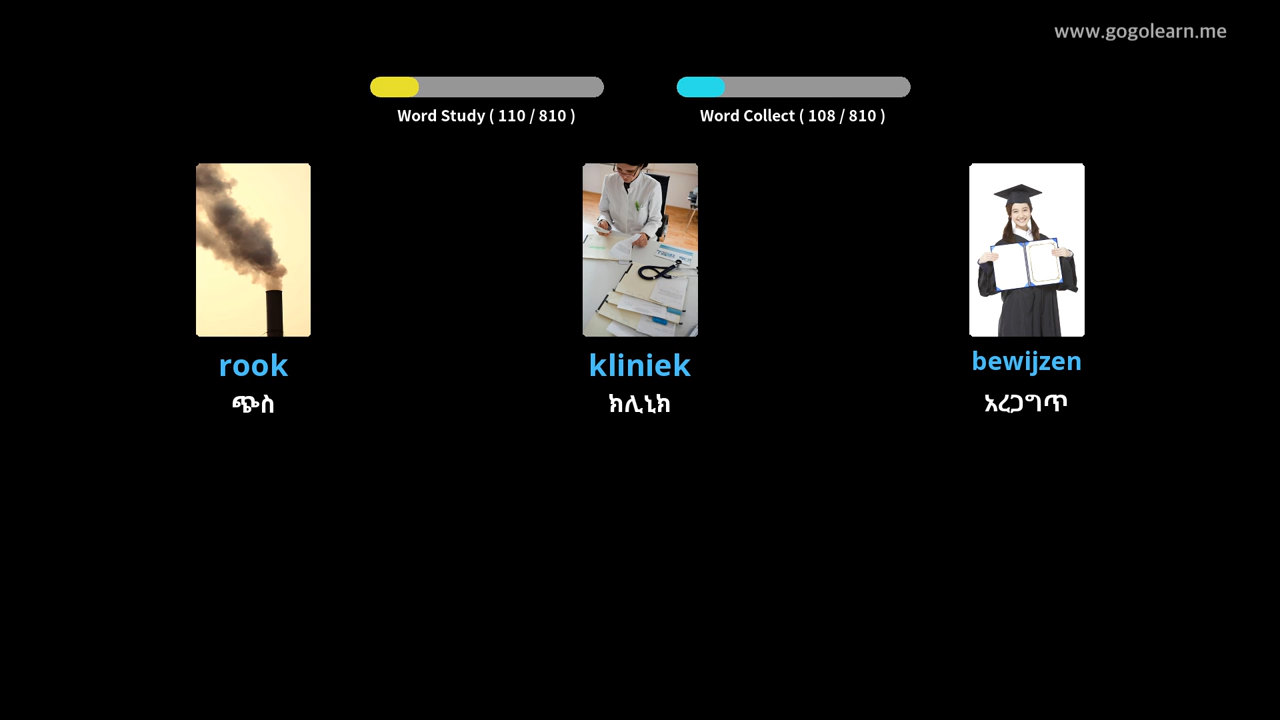 www.gogolearn.me
Word Study ( 110 / 810 )
Word Collect ( 108 / 810 )
rook
ጭስ
kliniek
ክሊኒክ
bewijzen
አረጋግጥ